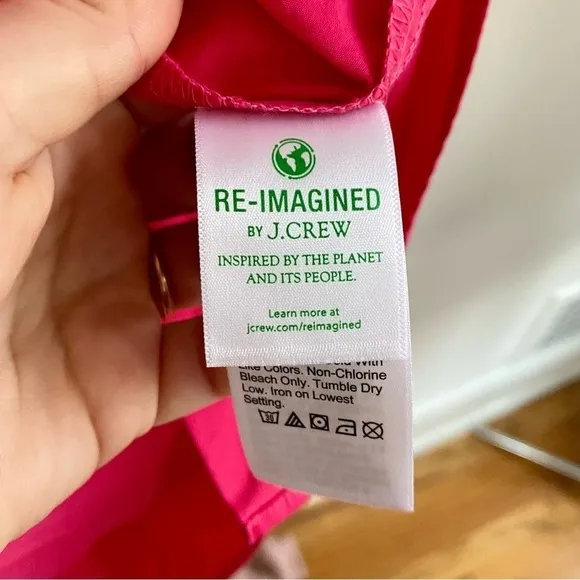 RE-IMAGINED
BY J.CREW
INSPIRED BY THE PLANET
AND ITS PEOPLE.
Learn more at
jcrew.com/reimagined
With
Like Colors. Non-Chlorine
Bleach Only. Tumble Dry
Low. Iron on Lowest
Setting.